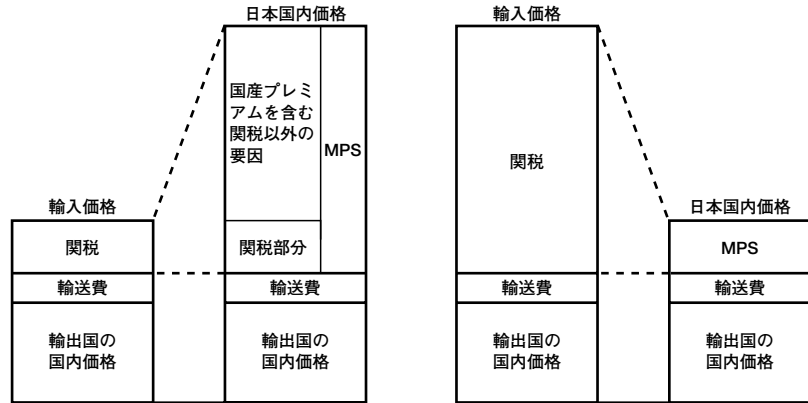 日本国内価格
国産プレミ
アムを含む
関税以外の
要因
MPS
輸入価格
関税
関税部分
輸送費
輸送費
輸出国の
国内価格
輸出国の
国内価格
輸入価格
関税
日本国内価格
MPS
輸送費
輸送費
輸出国の
国内価格
輸出国の
国内価格